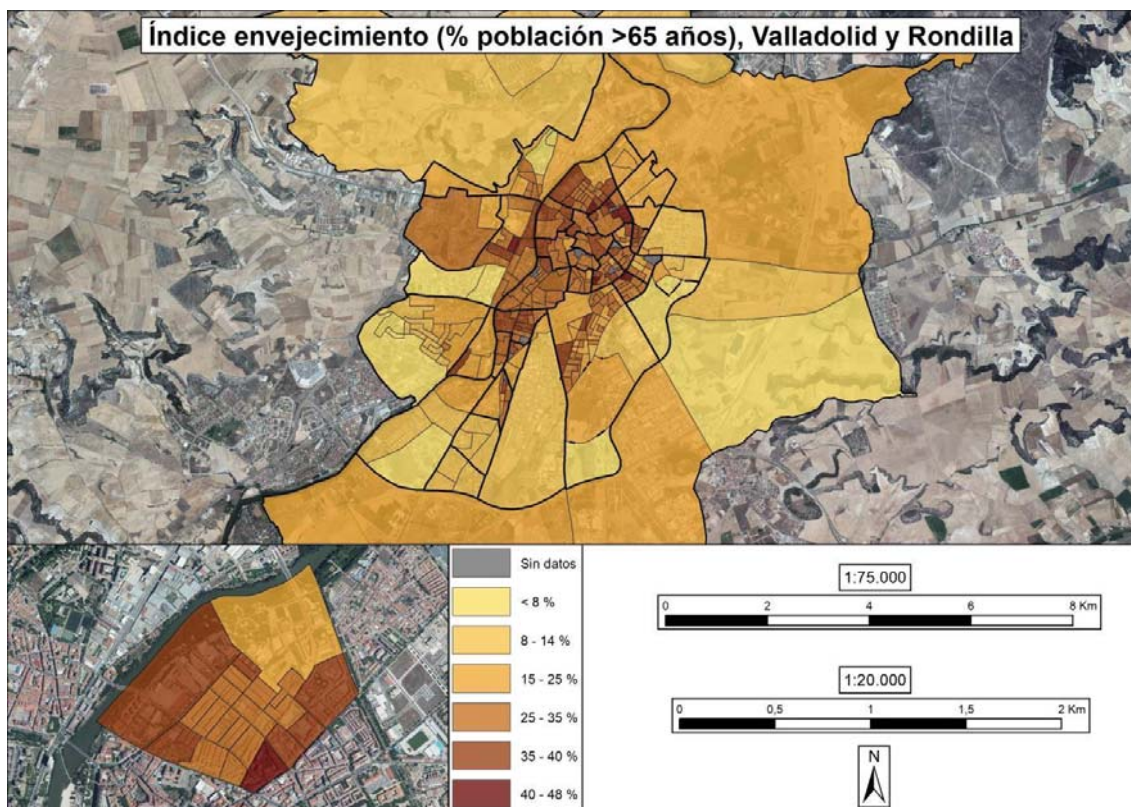 Índice envejecimiento (% población >65 años), Valladolid y Rondilla
Sin datos
< 8 %
8 - 14 %
15 - 25 %
25 - 35 %
35 - 40 %
40 - 48 %
1:75.000
0 2 4 6 8 Km
1:20.000
0 0,5 1 1,5 2 Km
N